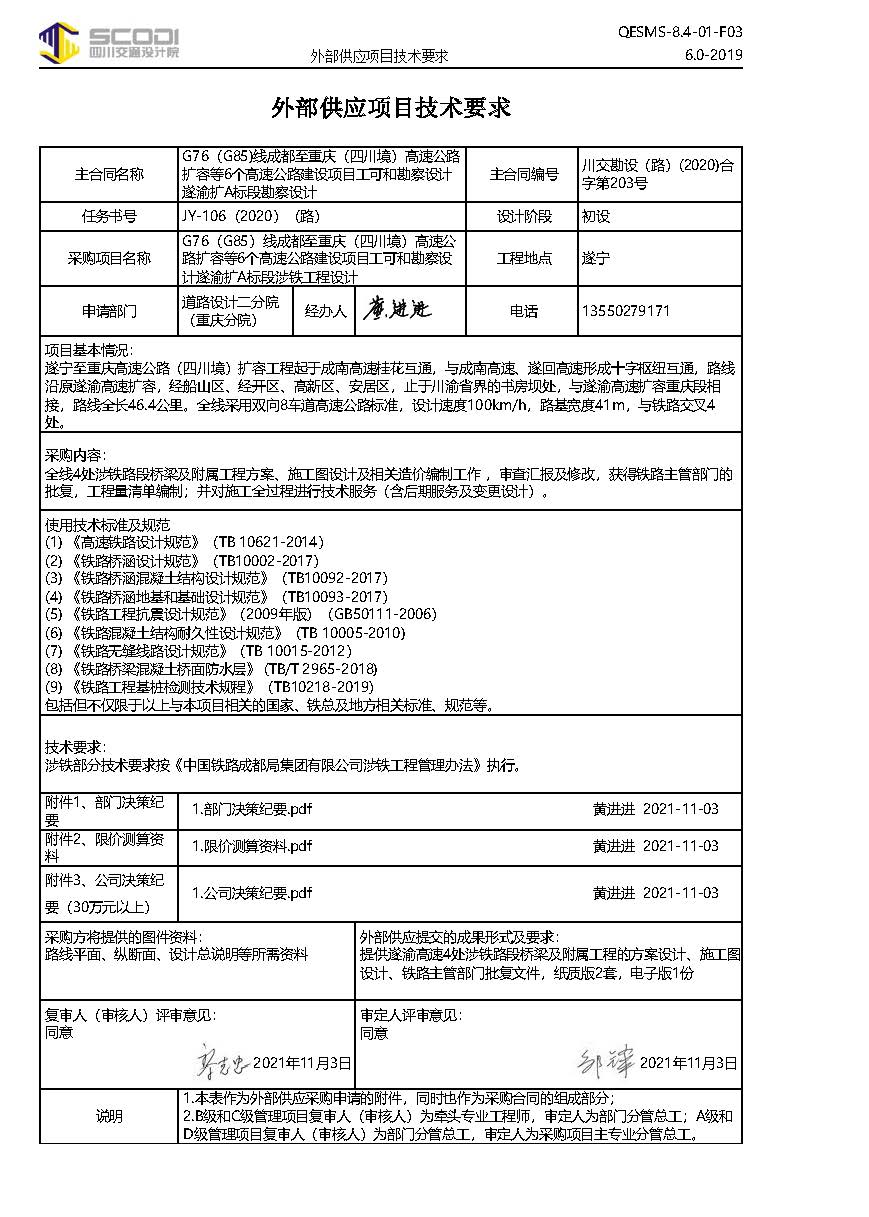 SCODI
四川交通设计院
外部供应项目技术要求
QESMS-8.4-01-F03
6.0-2019
外部供应项目技术要求
主合同名称
G76（G85)线成都至重庆（四川境）高速公路
扩容等6个高速公路建设项目工可和勘察设计
遂渝扩A标段勘察设计
主合同编号
川交勘设（路）(2020)合
字第203号
任务书号
JY-106（2020）（路）
设计阶段
初设
采购项目名称
G76（G85）线成都至重庆（四川境）高速公
路扩容等6个高速公路建设项目工可和勘察设
计遂渝扩A标段涉铁工程设计
工程地点
遂宁
申请部门
道路设计二分院
（重庆分院）
经办人
黄进进
电话
13550279171
项目基本情况：
遂宁至重庆高速公路（四川境）扩容工程起于成南高速桂花互通，与成南高速、遂回高速形成十字枢纽互通，路线
沿原遂渝高速扩容，经船山区、经开区、高新区、安居区，止于川渝省界的书房坝处，与遂渝高速扩容重庆段相
接，路线全长46.4公里。全线采用双向8车道高速公路标准，设计速度100km/h，路基宽度41m，与铁路交叉4
处。
采购内容：
全线4处涉铁路段桥梁及附属工程方案、施工图设计及相关造价编制工作 ，审查汇报及修改，获得铁路主管部门的
批复，工程量清单编制；并对施工全过程进行技术服务（含后期服务及变更设计）。
使用技术标准及规范
(1) 《高速铁路设计规范》（TB 10621-2014）
(2) 《铁路桥涵设计规范》（TB10002-2017）
(3) 《铁路桥涵混凝土结构设计规范》（TB10092-2017）
(4) 《铁路桥涵地基和基础设计规范》（TB10093-2017）
(5) 《铁路工程抗震设计规范》（2009年版）（GB50111-2006）
(6) 《铁路混凝土结构耐久性设计规范》（TB 10005-2010）
(7) 《铁路无缝线路设计规范》（TB 10015-2012）
(8) 《铁路桥梁混凝土桥面防水层》（TB/T 2965-2018)
(9) 《铁路工程基桩检测技术规程》（TB10218-2019）
包括但不仅限于以上与本项目相关的国家、铁总及地方相关标准、规范等。
技术要求：
涉铁部分技术要求按《中国铁路成都局集团有限公司涉铁工程管理办法》执行。
附件1、部门决策纪
要
1.部门决策纪要.pdf
黄进进 2021-11-03
附件2、限价测算资
料
1.限价测算资料.pdf
黄进进 2021-11-03
附件3、公司决策纪
要（30万元以上）
1.公司决策纪要.pdf
黄进进 2021-11-03
采购方将提供的图件资料：
路线平面、纵断面、设计总说明等所需资料
外部供应提交的成果形式及要求：
提供遂渝高速4处涉铁路段桥梁及附属工程的方案设计、施工图
设计、铁路主管部门批复文件，纸质版2套，电子版1份
复审人（审核人）评审意见：
同意
2021年11月3日
审定人评审意见：
同意
2021年11月3日
说明
1.本表作为外部供应采购申请的附件，同时也作为采购合同的组成部分；
2.B级和C级管理项目复审人（审核人）为牵头专业工程师，审定人为部门分管总工；A级和
D级管理项目复审人（审核人）为部门分管总工，审定人为采购项目主专业分管总工。